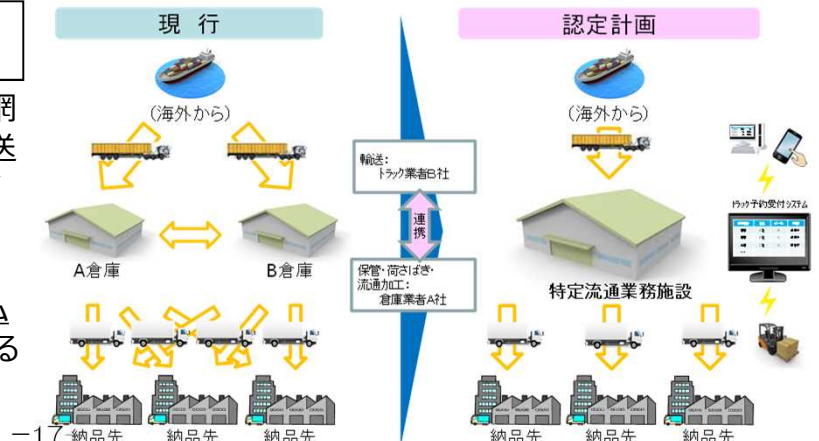 現 行
認定計画
網
送
(海外から)
(海外から)
輸送:
トラック業者B社
連携
トラック予約受付システム
A倉庫
B倉庫
保管・荷さばき・
流通加工:
倉庫業者A社
特定流通業務施設
A
る
-17-
納品先
納品先
納品先
納品先
納品先
納品先